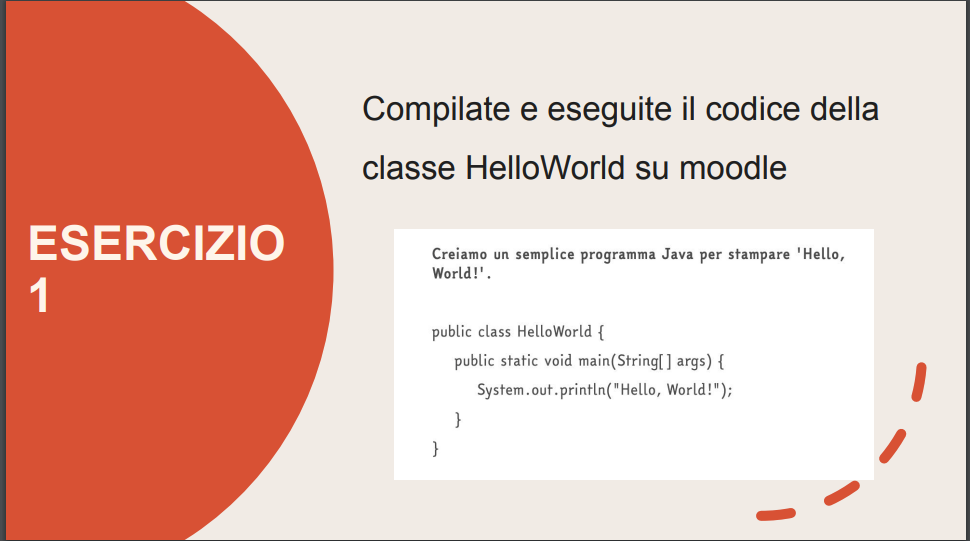 ESERCIZIO
1
Compilate e eseguite il codice della
classe HelloWorld su moodle
Creiamo un semplice programma Java per stampare 'Hello,
World!'.
public class HelloWorld {
public static void main(String[] args) {
System.out.println("Hello, World!");
}
}